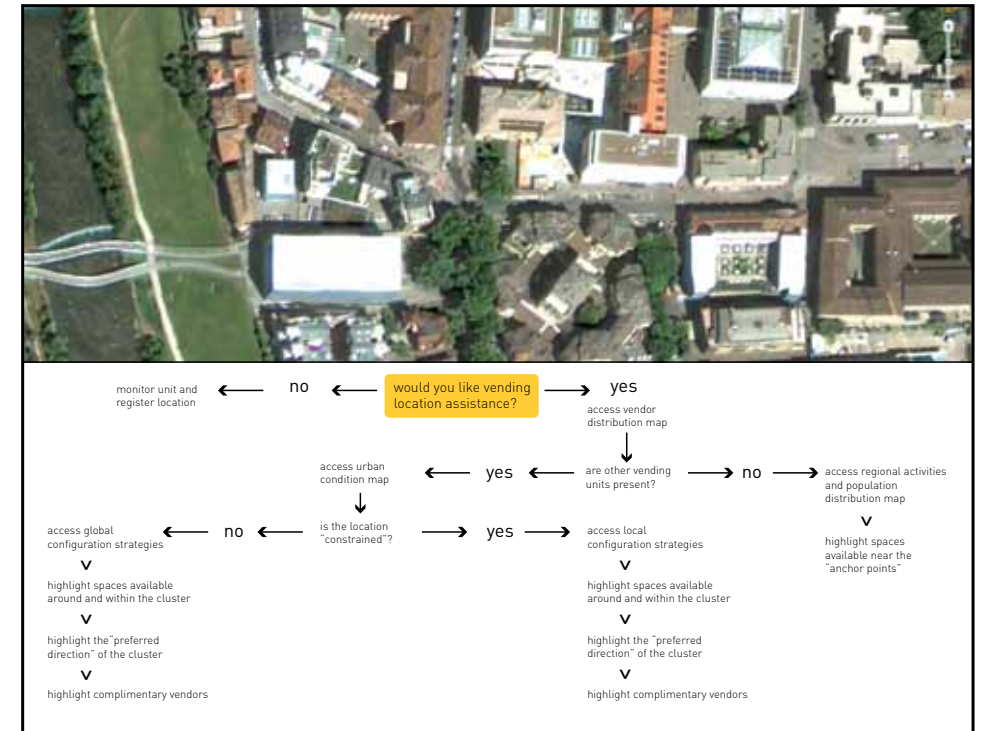 would you like vending
location assistance?
no
monitor unit and
register location
yes
access vendor
distribution map
are other vending
units present?
no
access regional activities
and population
distribution map
highlight spaces
available near the
"anchor points"
yes
access urban
condition map
is the location
"constrained"?
no
access global
configuration strategies
highlight spaces available
around and within the cluster
highlight the"preferred
direction" of the cluster
highlight complimentary vendors
yes
access local
configuration strategies
highlight spaces available
around and within the cluster
highlight the "preferred
direction" of the cluster
highlight complimentary vendors